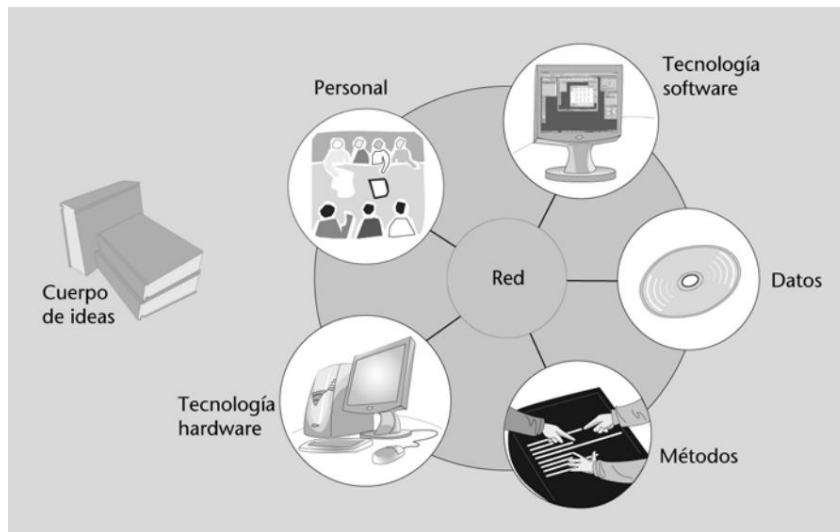 Tecnología
software
Personal
Red
Datos
Cuerpo
de ideas
Tecnología
hardware
Métodos